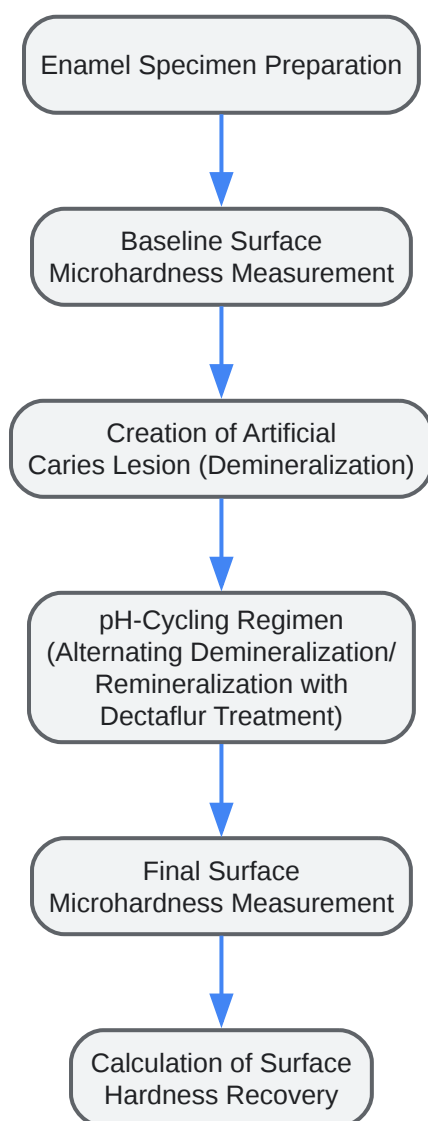 Enamel Specimen Preparation
Baseline Surface
Microhardness Measurement
Creation of Artificial
Caries Lesion (Demineralization)
pH-Cycling Regimen
(Alternating Demineralization/
Remineralization with
Dectaflur Treatment)
Final Surface
Microhardness Measurement
Calculation of Surface
Hardness Recovery